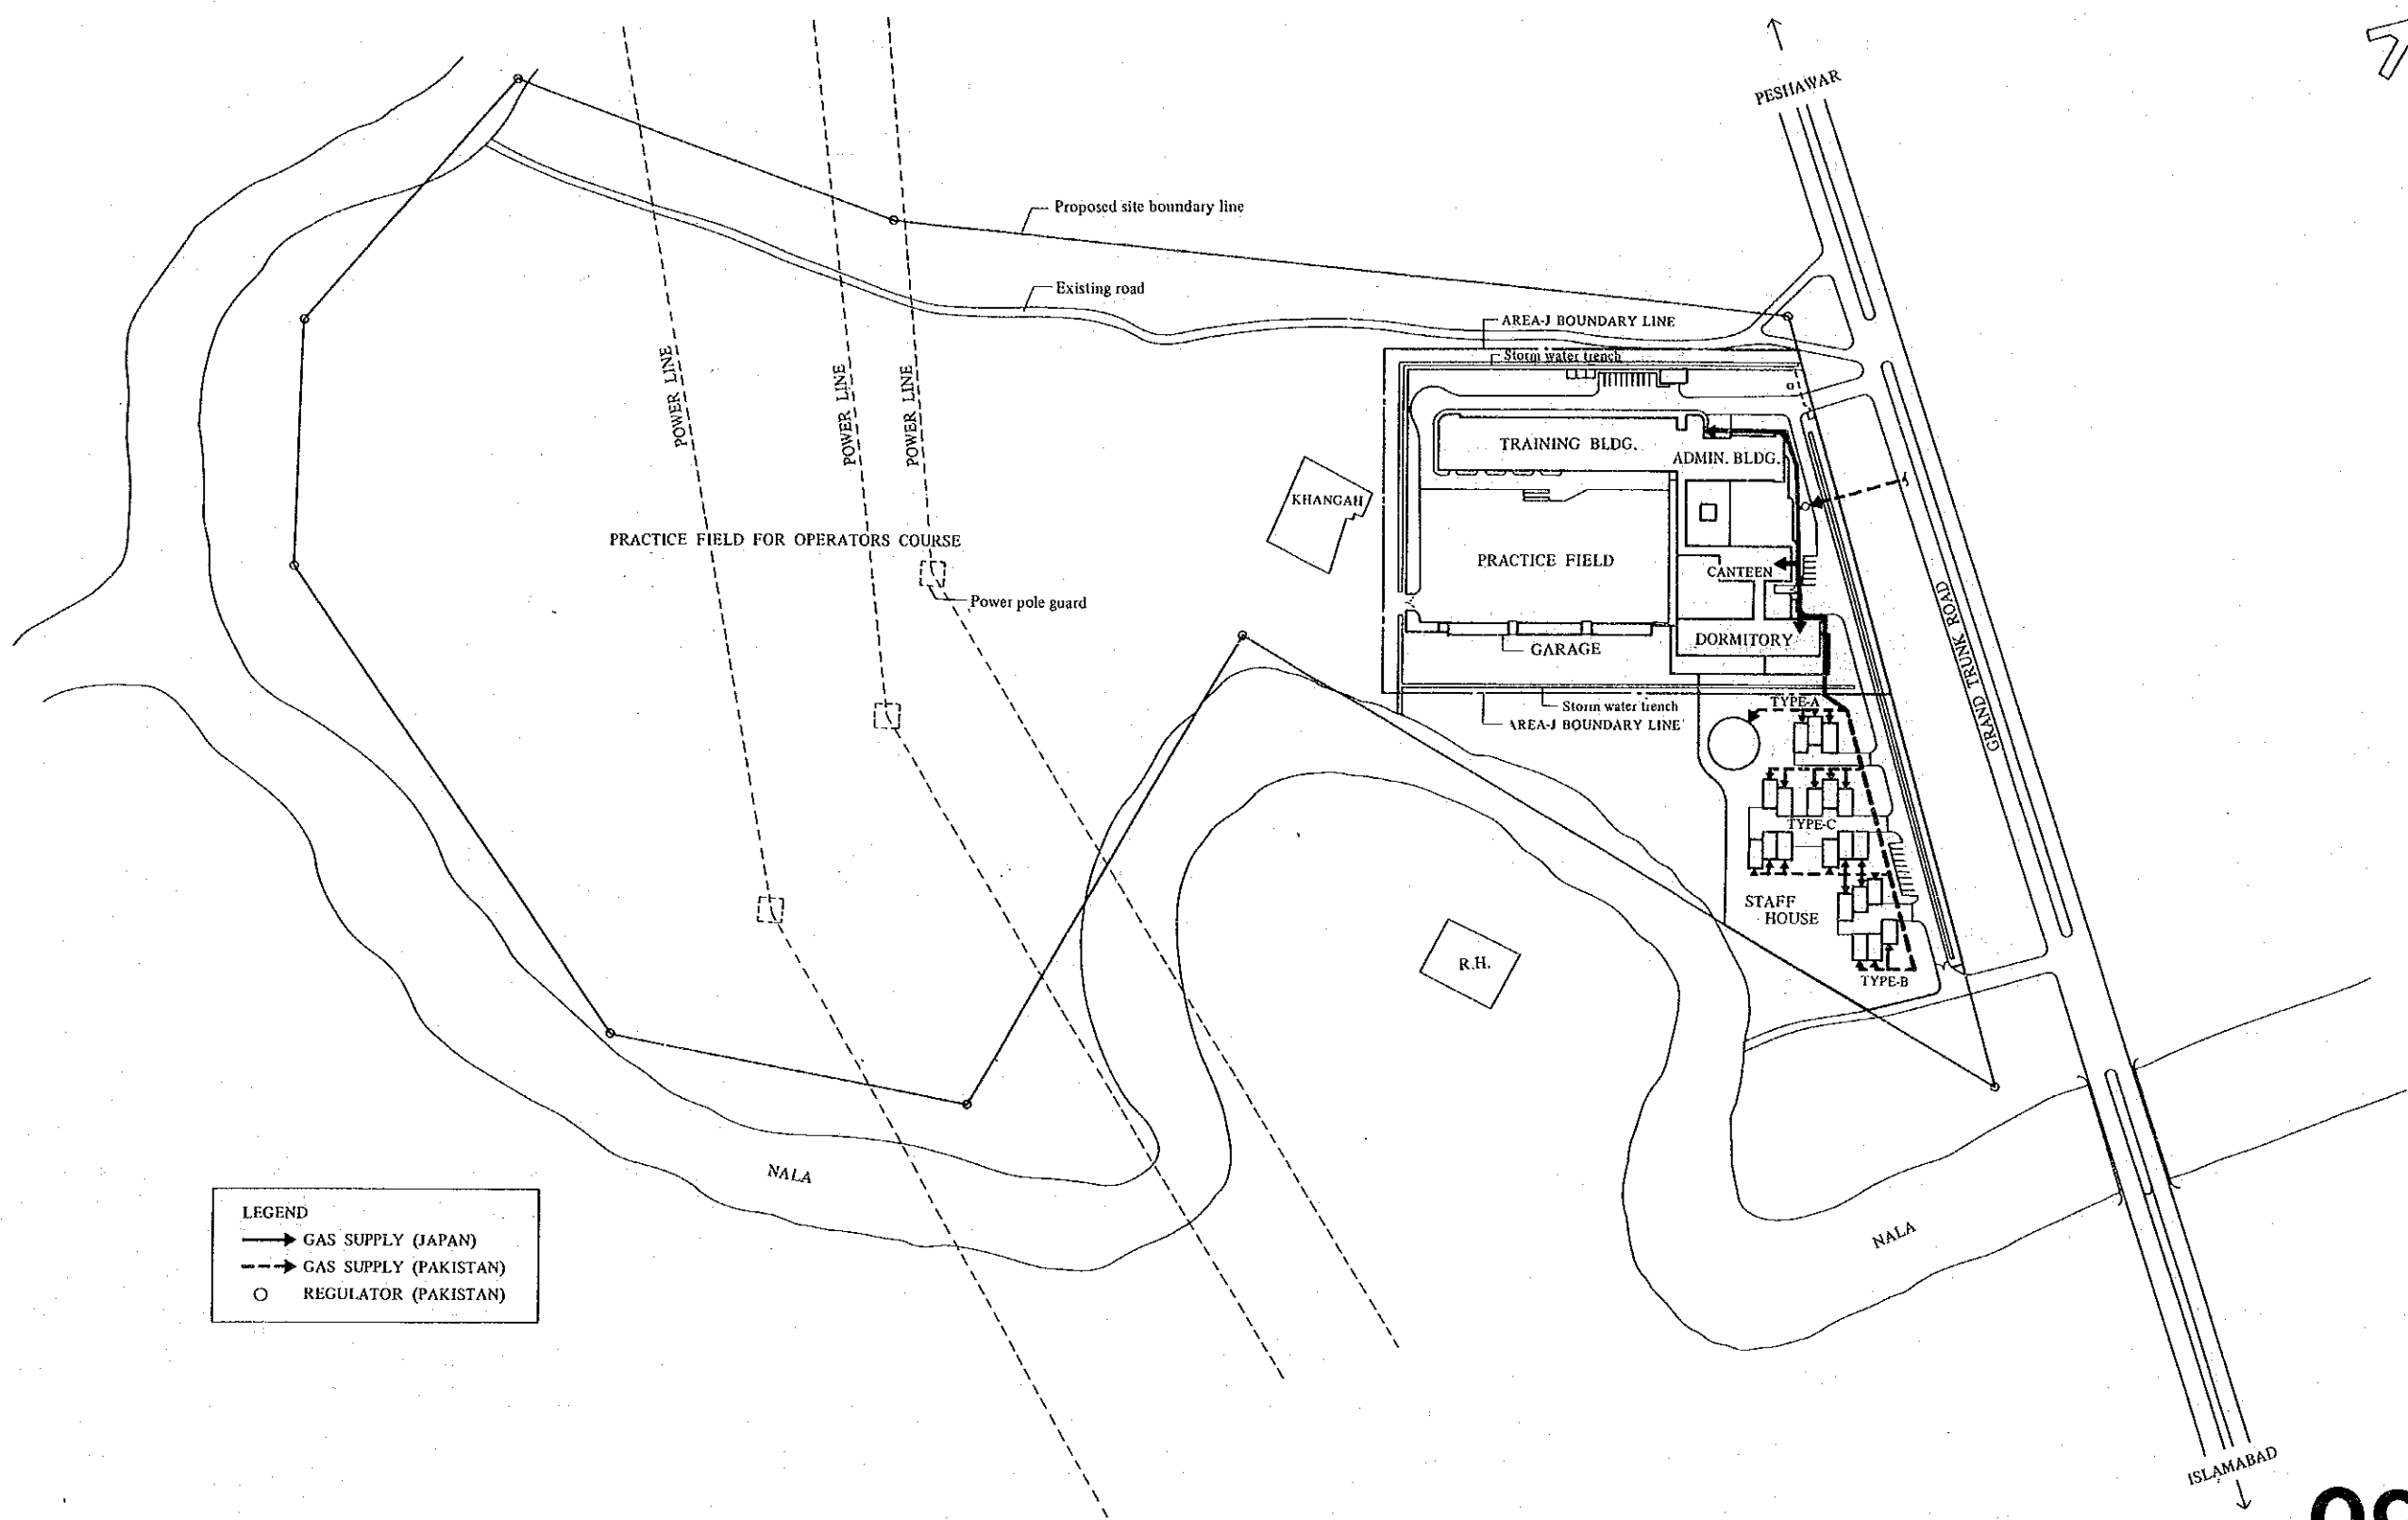 PESHAWAR
Proposed site boundary line
Existing road
AREA-J BOUNDARY LINE
Storm water trench
POWER LINE
POWER LINE
POWER LINE
TRAINING BLDG.
ADMIN. BLDG.
KHANGAH
PRACTICE FIELD FOR OPERATORS COURSE
PRACTICE FIELD
CANTEEN
Power pole guard
GRAND TRUNK ROAD
DORMITORY
GARAGE
TYPE-A
Storm water trench
AREA-J BOUNDARY LINE
TYPE-C
STAFF
HOUSE
R.H.
TYPE-B
NALA
NALA
LEGEND
GAS SUPPLY (JAPAN)
GAS SUPPLY (PAKISTAN)
REGULATOR (PAKISTAN)
ISLAMABAD